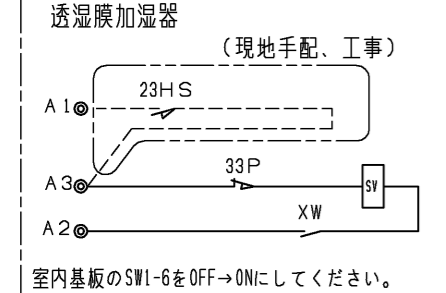 透湿膜加湿器
（現地手配、工事）
23HS
A1
33P
A3
SV
XW
A2
室内基板のSW1-6をOFF→ONにしてください。